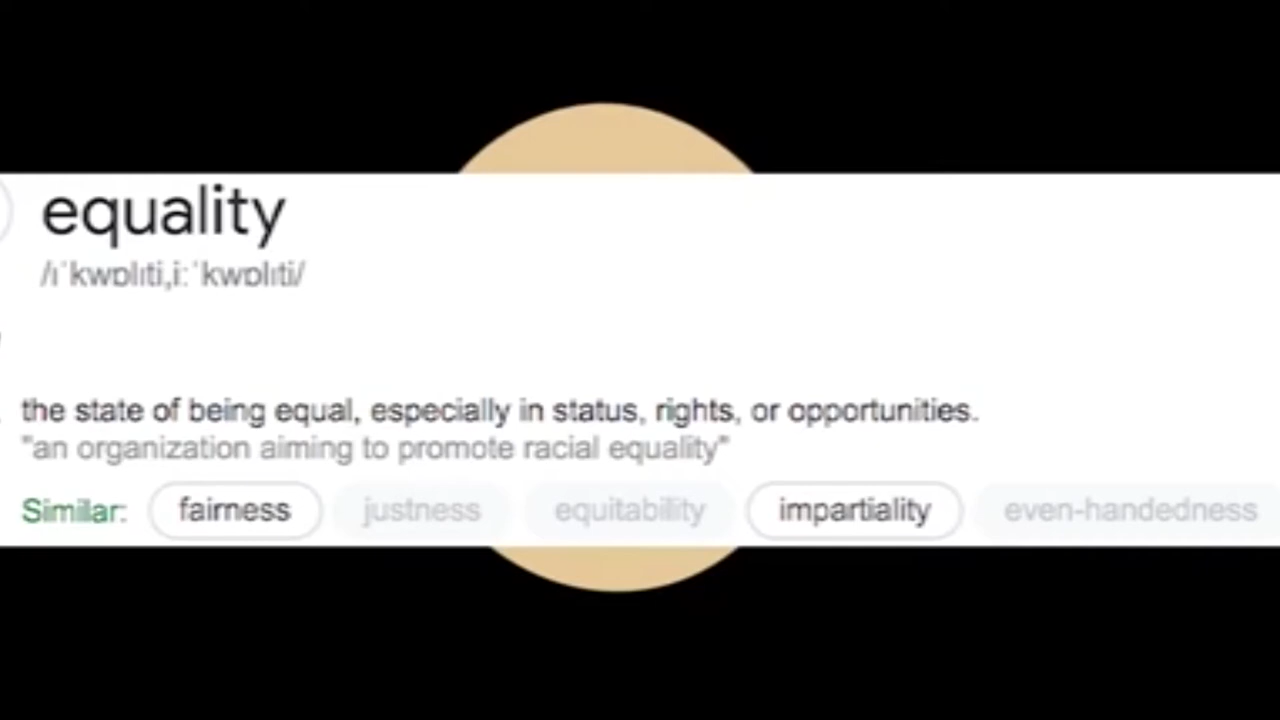 equality
/ɪˈkwɒlɪti,iːˈkwɒlɪti/
the state of being equal, especially in status, rights, or opportunities.
"an organization aiming to promote racial equality"
Similar: fairness justness equitability impartiality even-handedness